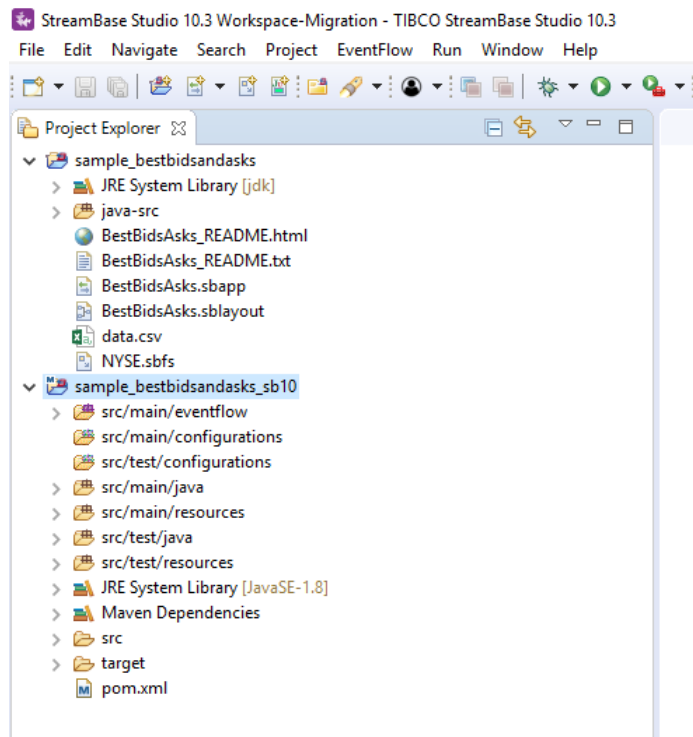 StreamBase Studio 10.3 Workspace-Migration - TIBCO StreamBase Studio 10.3
File Edit Navigate Search Project EventFlow Run Window Help
Project Explorer
sample_bestbidsandasks
JRE System Library [jdk]
java-src
BestBidsAsks_README.html
BestBidsAsks_README.txt
BestBidsAsks.sbapp
BestBidsAsks.sblayout
data.csv
NYSE.sbfs
sample_bestbidsandasks_sb10
src/main/eventflow
src/main/configurations
src/test/configurations
src/main/java
src/main/resources
src/test/java
src/test/resources
JRE System Library [JavaSE-1.8]
Maven Dependencies
src
target
pom.xml